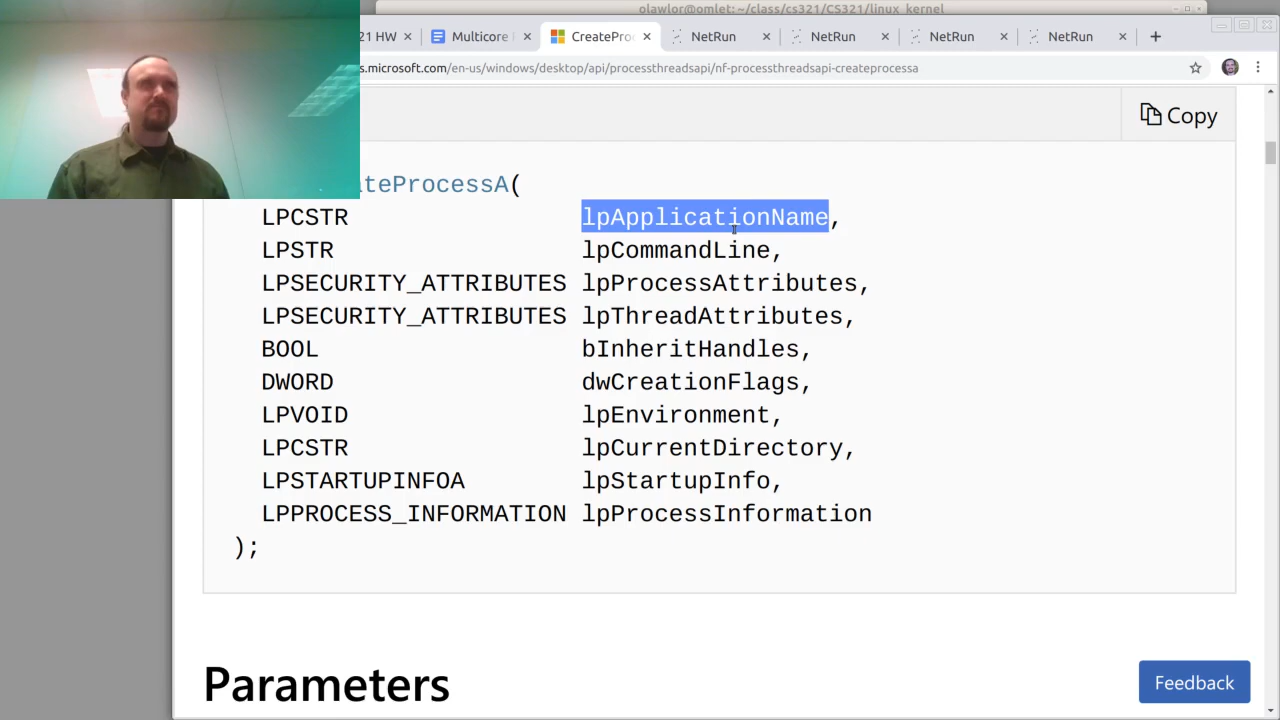 olawlor@omlet: ~/class/cs321/CS321/linux_kernel
21 HW
Multicore
CreateProc
NetRun
NetRun
NetRun
NetRun
s.microsoft.com/en-us/windows/desktop/api/processthreadsapi/nf-processthreadsapi-createprocessa
Copy
ateProcessA(
LPCSTR lpApplicationName,
LPSTR lpCommandLine,
LPSECURITY_ATTRIBUTES lpProcessAttributes,
LPSECURITY_ATTRIBUTES lpThreadAttributes,
BOOL bInheritHandles,
DWORD dwCreationFlags,
LPVOID lpEnvironment,
LPCSTR lpCurrentDirectory,
LPSTARTUPINFOA lpStartupInfo,
LPPROCESS_INFORMATION lpProcessInformation
);
Parameters
Feedback